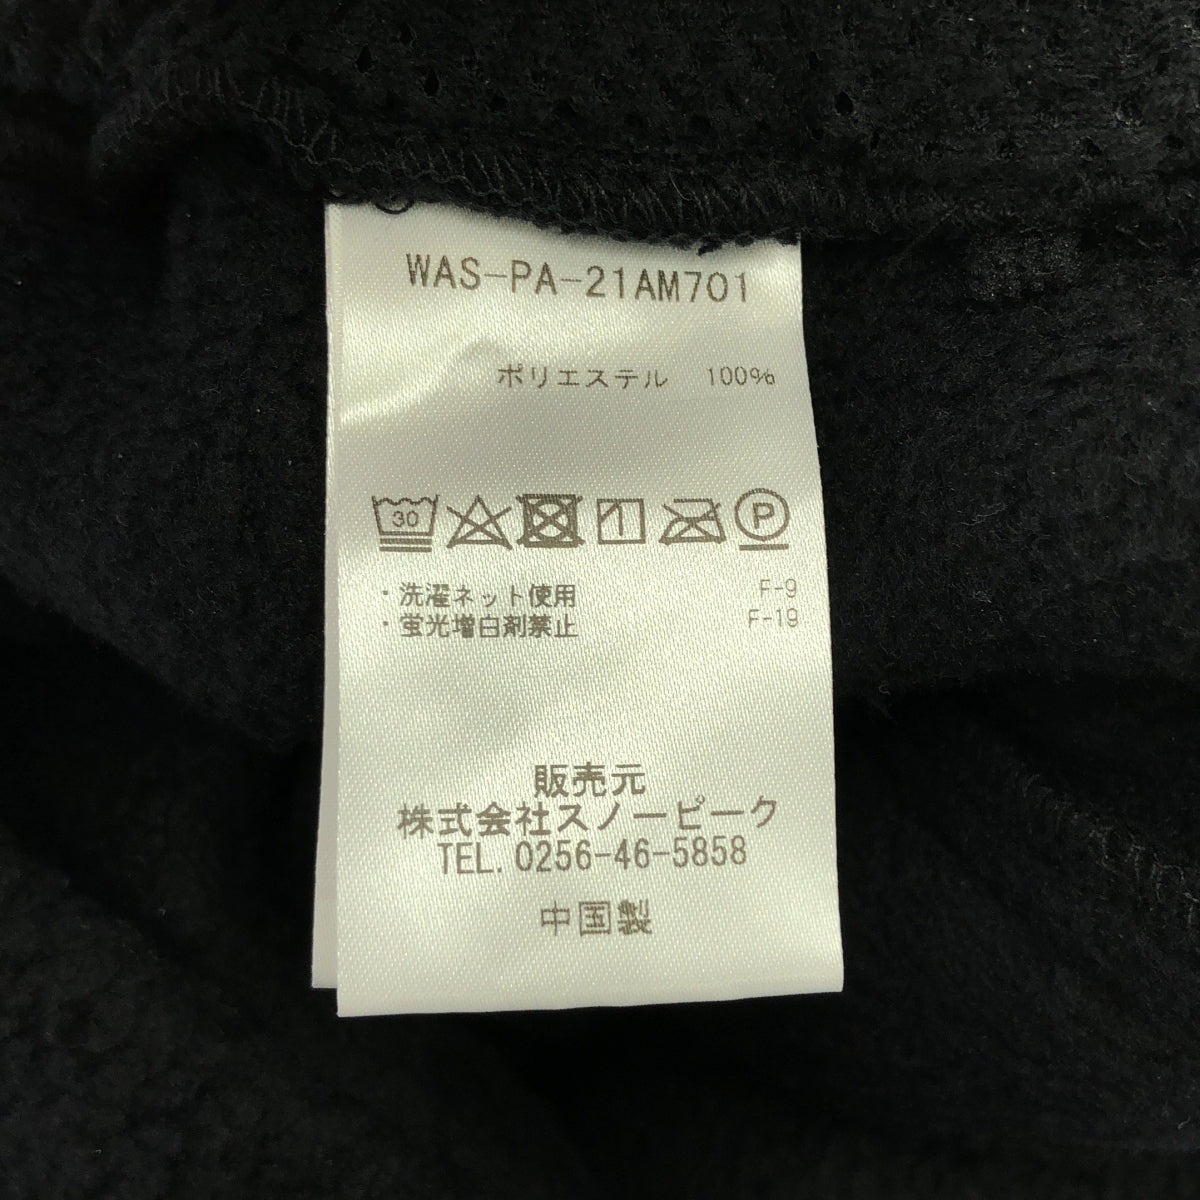 WAS-PA-21AM701
ポリエステル 100%
30 P
・洗濯ネット使用 F-9
・蛍光増白剤禁止 F-19
販売元
株式会社スノーピーク
TEL. 0256-46-5858
中国製